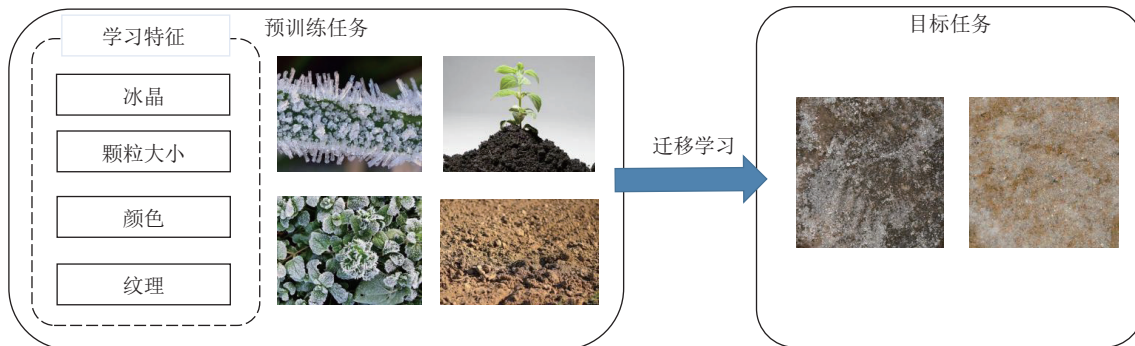 预训练任务
学习特征
冰晶
颗粒大小
颜色
纹理
迁移学习
目标任务